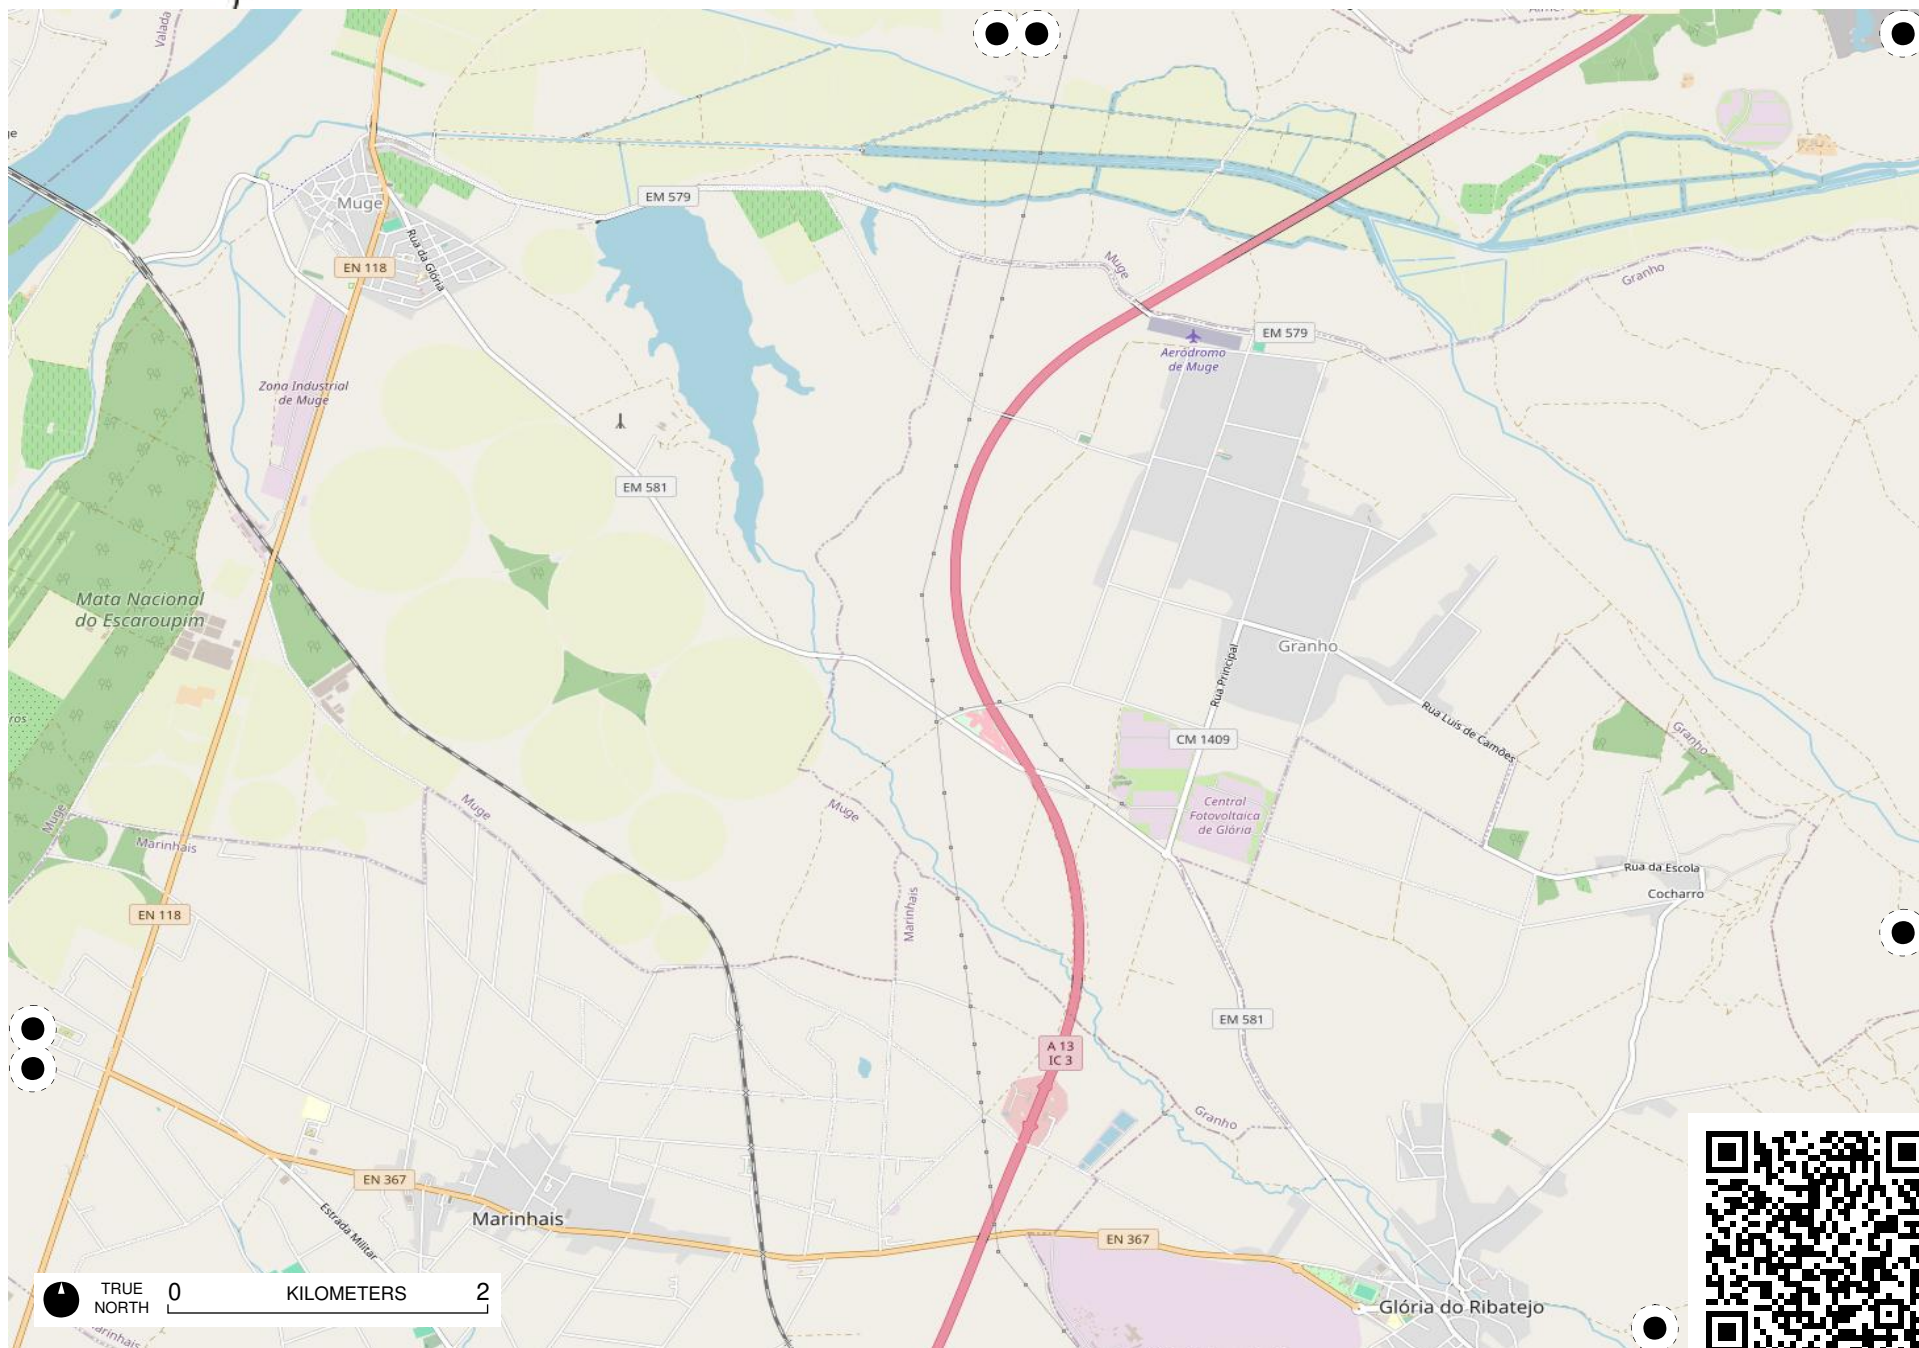 Valada
Muge
EM 579
EN 118
Rua da Glória
Muge
Granho
EM 579
Aeródromo
de Muge
Zona Industrial
de Muge
EM 581
Mata Nacional
do Escaroupim
Granho
Rua Principal
Rua Luís de Camões
Granho
CM 1409
Central
Fotovoltaica
de Glória
Muge
Muge
Muge
Marinhais
Marinhais
Rua da Escola
Cocharro
EN 118
EM 581
A 13
IC 3
Granho
EN 367
Marinhais
Estrada Militar
EN 367
Glória do Ribatejo
TRUE
NORTH
0 KILOMETERS 2